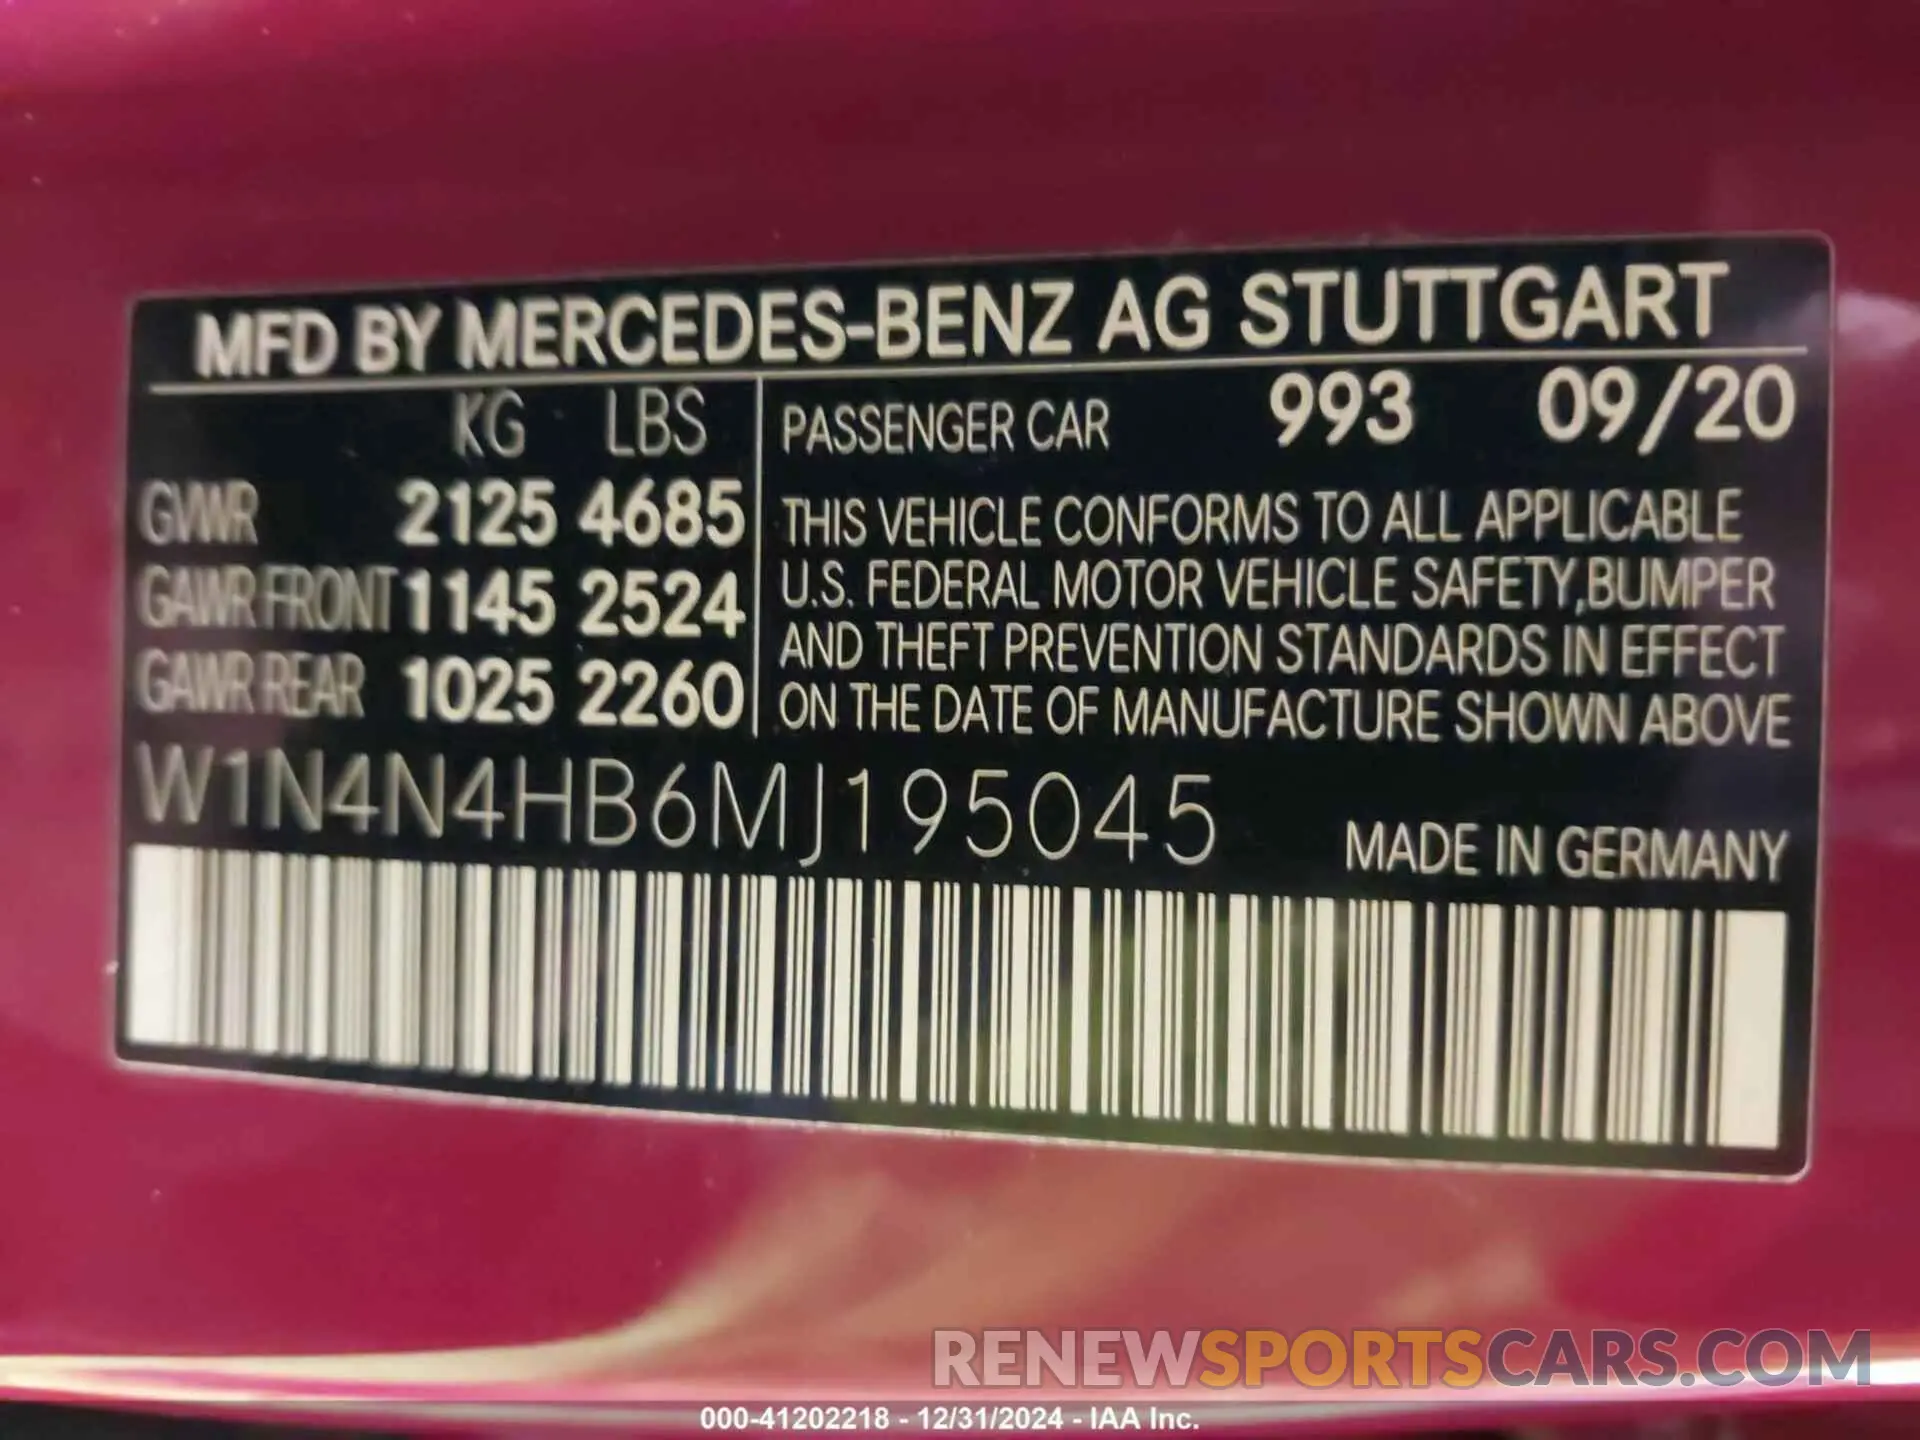 MFD BY MERCEDES-BENZ AG STUTTGART
KG LBS
GVWR 2125 4685
GAWR FRONT 1145 2524
GAWR REAR 1025 2260
PASSENGER CAR 993 09/20
THIS VEHICLE CONFORMS TO ALL APPLICABLE
U.S. FEDERAL MOTOR VEHICLE SAFETY,BUMPER
AND THEFT PREVENTION STANDARDS IN EFFECT
ON THE DATE OF MANUFACTURE SHOWN ABOVE
W1N4N4HB6MJ195045
MADE IN GERMANY
RENEWSPORTSCARS.COM
000-41202218 - 12/31/2024 - IAA Inc.